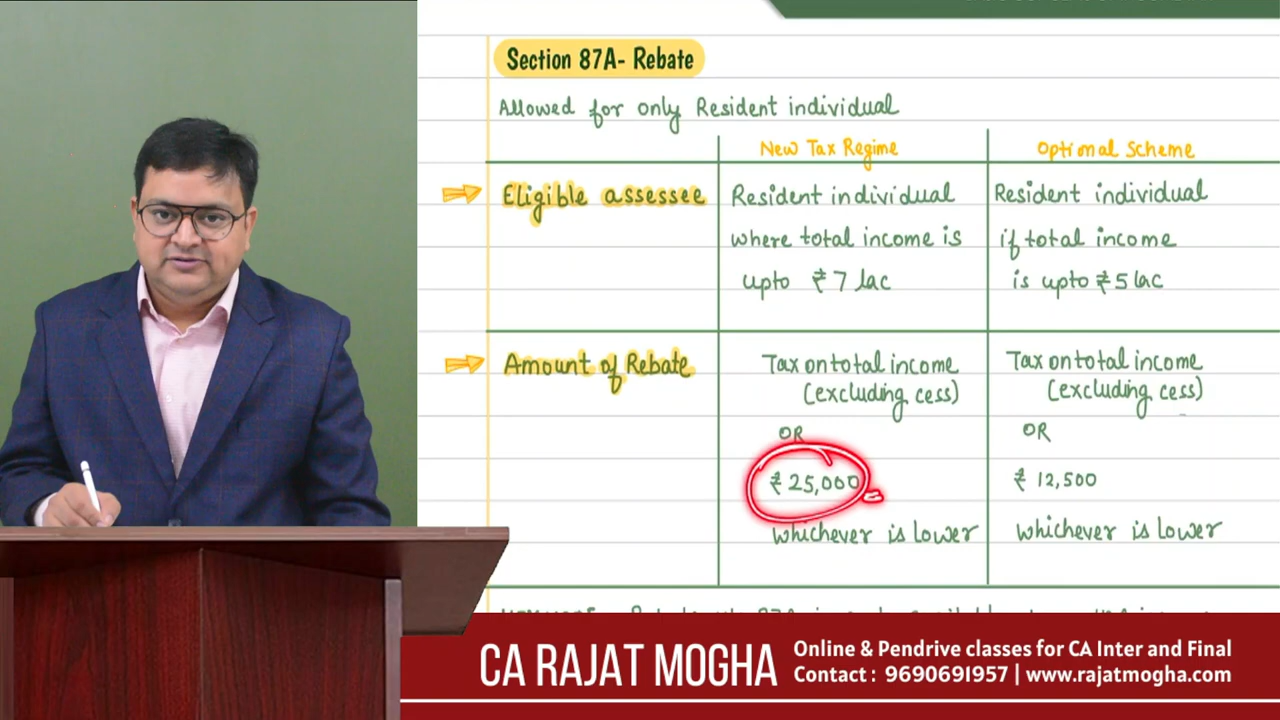 Section 87A- Rebate
Allowed for only Resident individual
New Tax Regime
Optional Scheme
Eligible assessee
Resident individual
where total income is
upto ₹ 7 lac
Resident individual
if total income
is upto ₹ 5 lac
Amount of Rebate
Tax on total income
(excluding cess)
OR
₹ 25,000
whichever is lower
Tax on total income
(excluding cess)
OR
₹ 12,500
whichever is lower
CA RAJAT MOGHA
Online & Pendrive classes for CA Inter and Final
Contact : 9690691957 | www.rajatmogha.com